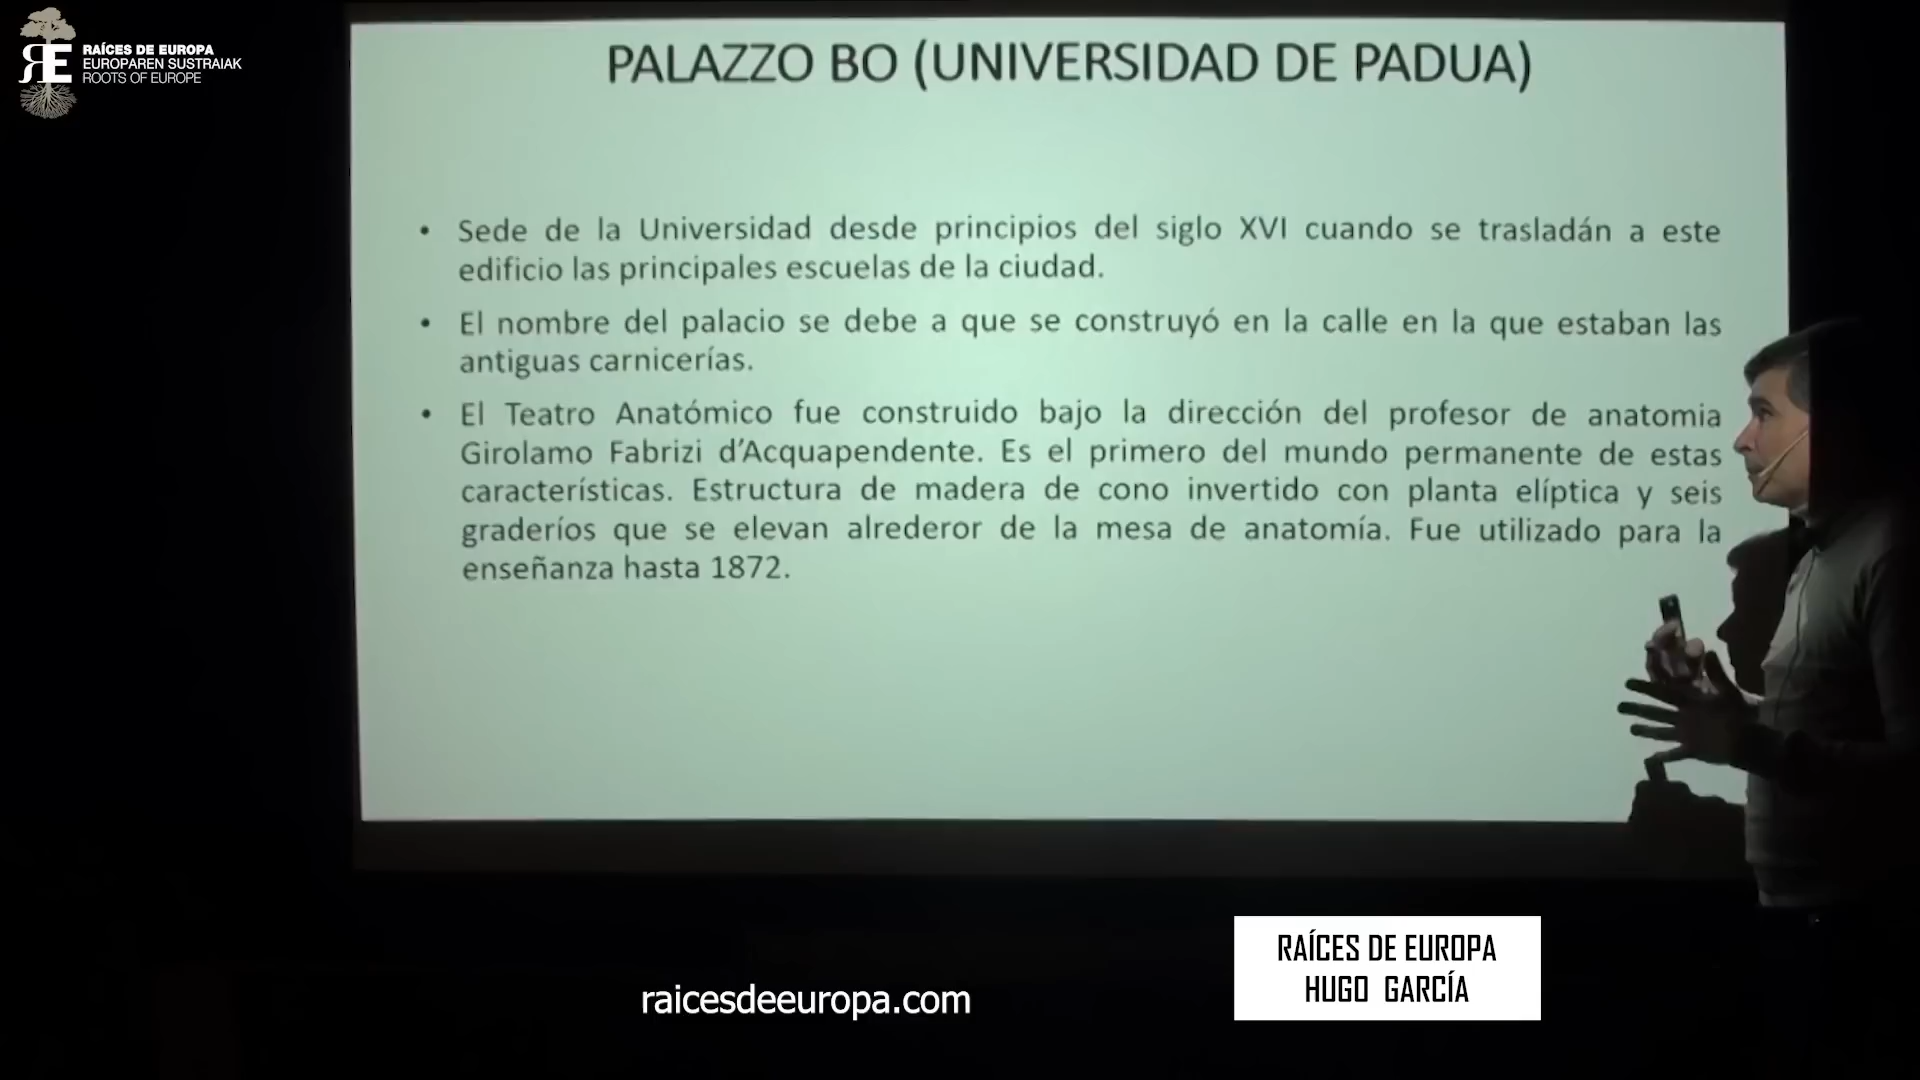 RAÍCES DE EUROPA
EUROPAREN SUSTRAIAK
ROOTS OF EUROPE
PALAZZO BO (UNIVERSIDAD DE PADUA)
• Sede de la Universidad desde principios del siglo XVI cuando se trasladán a este
edificio las principales escuelas de la ciudad.
• El nombre del palacio se debe a que se construyó en la calle en la que estaban las
antiguas carnicerías.
• El Teatro Anatómico fue construido bajo la dirección del profesor de anatomia
Girolamo Fabrizi d’Acquapendente. Es el primero del mundo permanente de estas
características. Estructura de madera de cono invertido con planta elíptica y seis
graderíos que se elevan alrederor de la mesa de anatomía. Fue utilizado para la
enseñanza hasta 1872.
RAÍCES DE EUROPA
HUGO GARCÍA
raicesdeeuropa.com